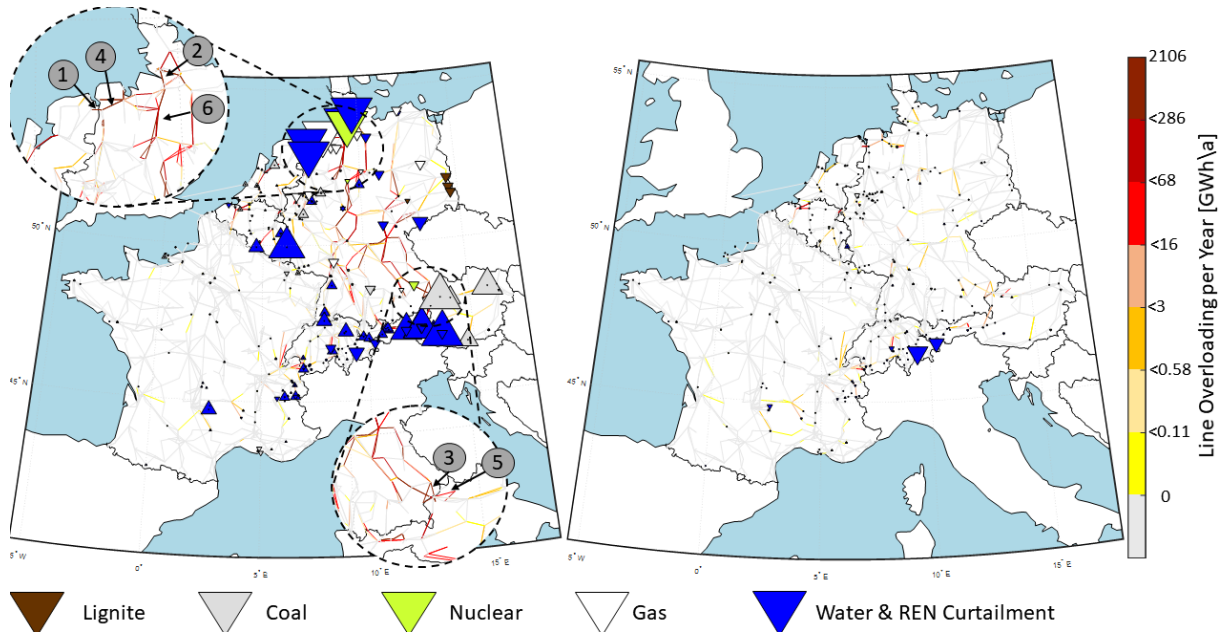 2
4
1
6
3
5
55° N
50° N
45° N
5° W
0°
5° E
10° E
15° E
55° N
50° N
45° N
5° W
0°
5° E
10° E
15° E
2106
<286
<68
<16
<3
<0.58
<0.11
0
Line Overloading per Year [GWh\a]
Lignite
Coal
Nuclear
Gas
Water & REN Curtailment